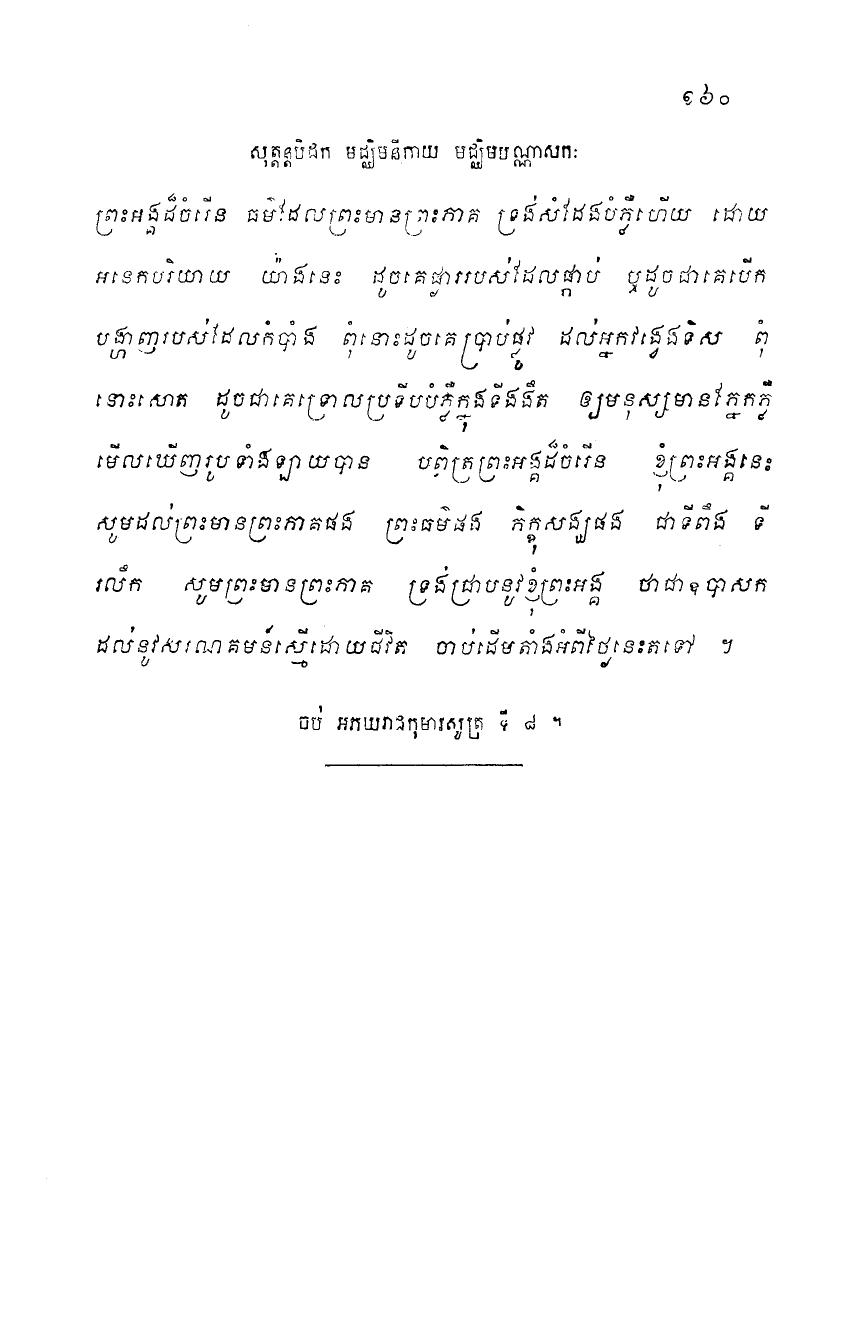 ១៦០
សុត្តន្តបិដក មជ្ឈិមនិកាយ មជ្ឈិមបណ្ណាសកៈ
ព្រះអង្គដ៏ចំរើន ធម៌ដែលព្រះមានព្រះភាគ ទ្រង់សំដែងបំភ្លឺហើយ ដោយ
អនេកបរិយាយ យ៉ាងនេះ ដូចគេផ្ងាររបស់ដែលផ្កាប់ ឬដូចជាគេបើក
បង្ហាញរបស់ដែលកំបាំង ពុំនោះដូចគេប្រាប់ផ្លូវ ដល់អ្នកវង្វេងទិស ពុំ
នោះសោត ដូចជាគេទ្រោលប្រទីបបំភ្លឺក្នុងទីងងឹត ឲ្យមនុស្សមានភ្នែកភ្លឺ
មើលឃើញរូបទាំងឡាយបាន បពិត្រព្រះអង្គដ៏ចំរើន ខ្ញុំព្រះអង្គនេះ
សូមដល់ព្រះមានព្រះភាគផង ព្រះធម៌ផង ភិក្ខុសង្ឃផង ជាទីពឹង ទី
រលឹក សូមព្រះមានព្រះភាគ ទ្រង់ជ្រាបនូវខ្ញុំព្រះអង្គ ថាជាឧបាសក
ដល់នូវសរណគមន៍ស្មើដោយជីវិត ចាប់ដើមតាំងអំពីថ្ងៃនេះតទៅ ។
ចប់ អភយរាជកុមារសូត្រ ទី ៨ ។